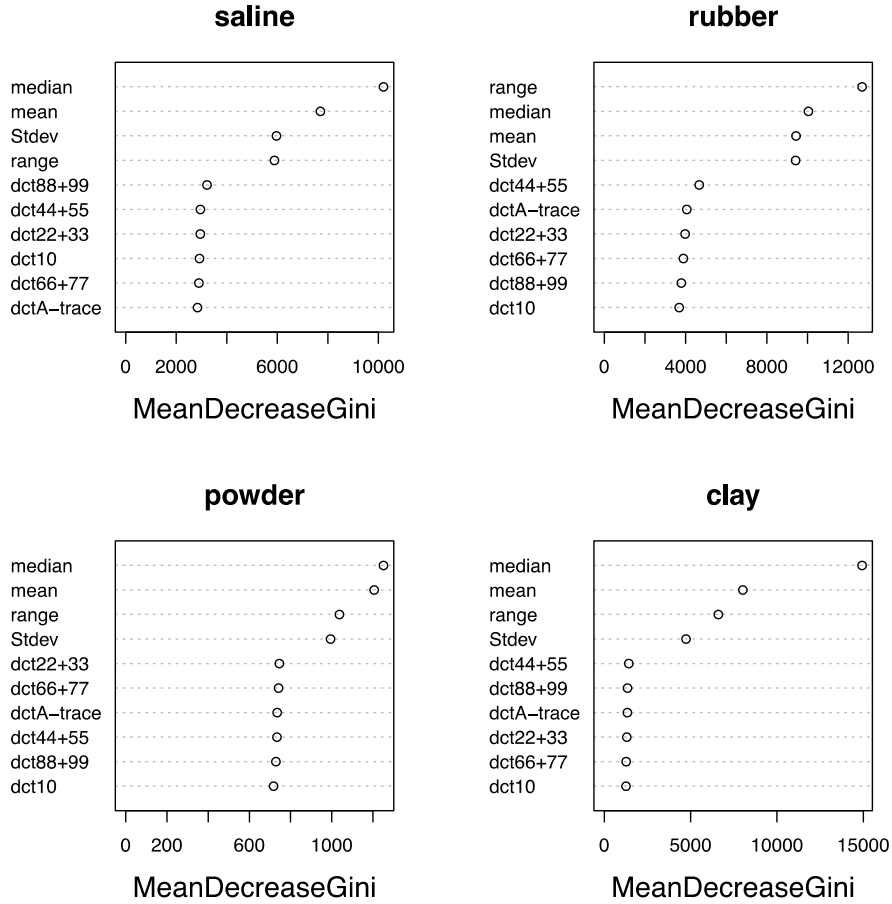 saline
median
mean
Stdev
range
dct88+99
dct44+55
dct22+33
dct10
dct66+77
dctA−trace
0 2000 6000 10000
MeanDecreaseGini
rubber
range
median
mean
Stdev
dct44+55
dctA−trace
dct22+33
dct66+77
dct88+99
dct10
0 4000 8000 12000
MeanDecreaseGini
powder
median
mean
range
Stdev
dct22+33
dct66+77
dctA−trace
dct44+55
dct88+99
dct10
0 200 600 1000
MeanDecreaseGini
clay
median
mean
range
Stdev
dct44+55
dct88+99
dctA−trace
dct22+33
dct66+77
dct10
0 5000 10000 15000
MeanDecreaseGini